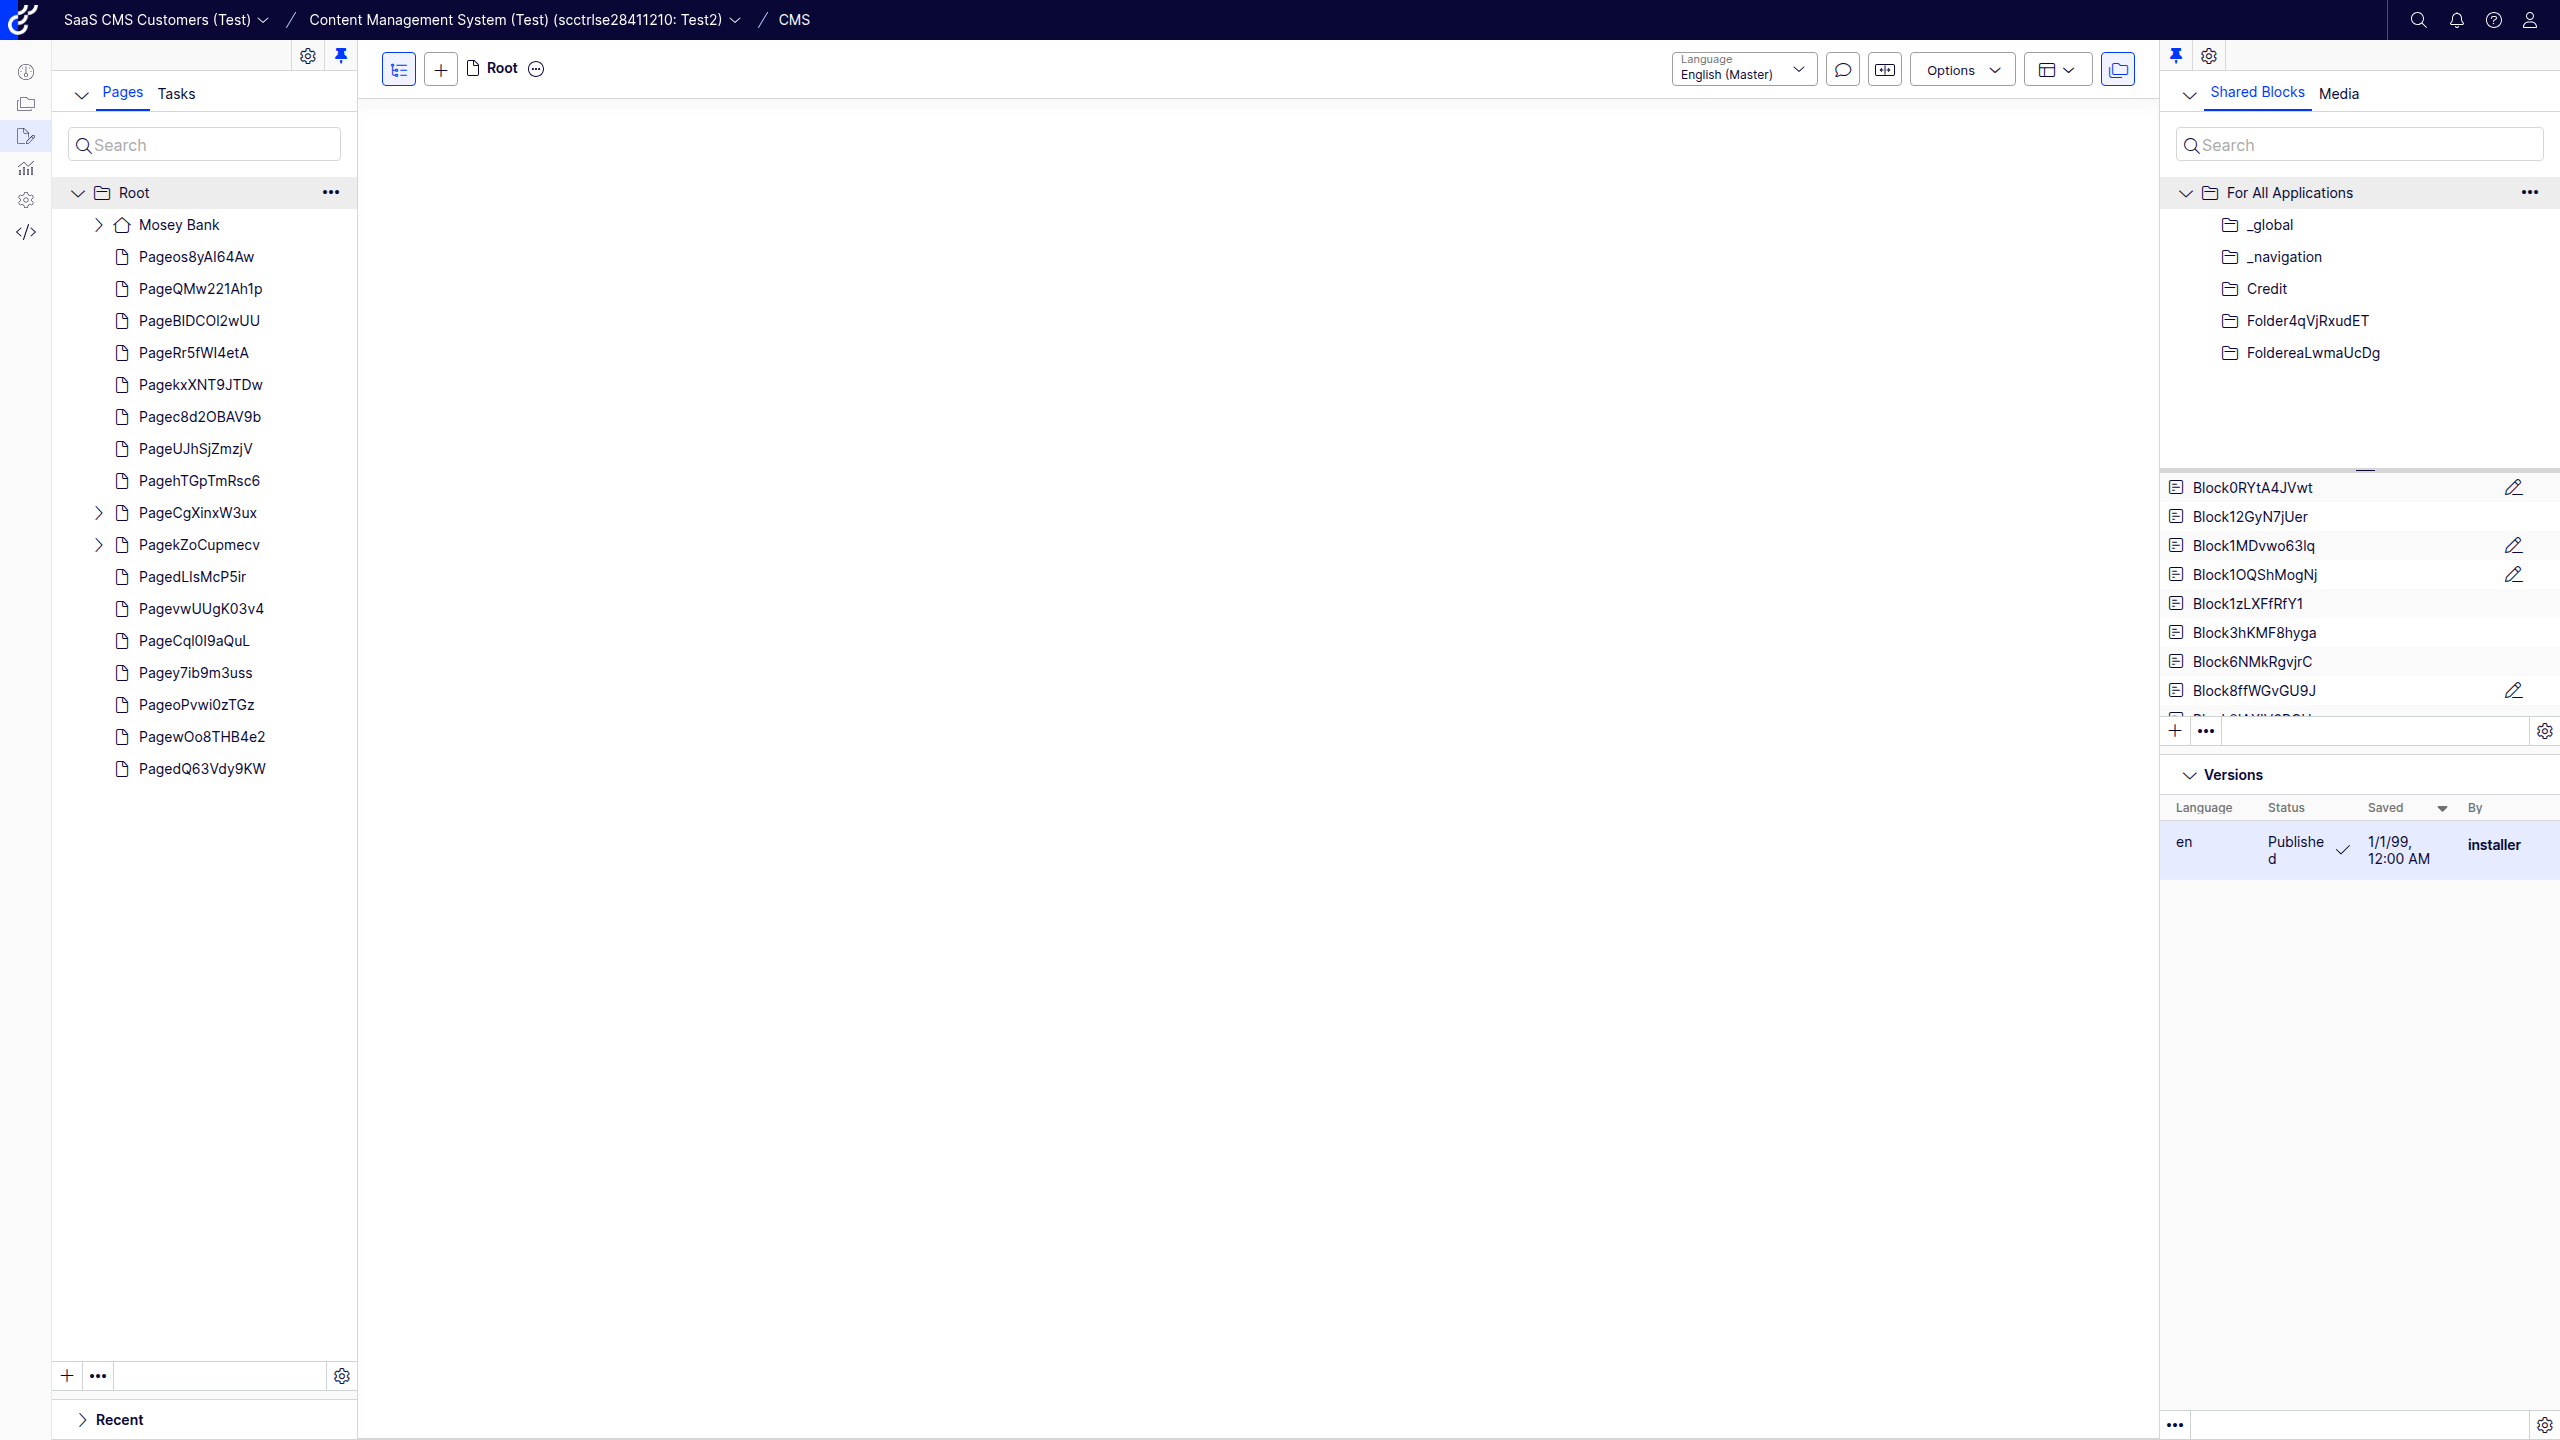 SaaS CMS Customers (Test) / Content Management System (Test) (scctrlse28411210: Test2) / CMS
Pages Tasks
Search
Root
Mosey Bank
Pageos8yAI64Aw
PageQMw221Ah1p
PageBIDCOI2wUU
PageRr5fWI4etA
PagekxXNT9JTDw
Pagec8d2OBAV9b
PageUJhSjZmzjV
PagehTGpTmRsc6
PageCgXinxW3ux
PagekZoCupmecv
PagedLIsMcP5ir
PagevwUUgK03v4
PageCql0I9aQuL
Pagey7ib9m3uss
PageoPvwi0zTGz
PagewOo8THB4e2
PagedQ63Vdy9KW
Recent
Root
Language
English (Master)
Options
Shared Blocks Media
Search
For All Applications
_global
_navigation
Credit
Folder4qVjRxudET
FoldereaLwmaUcDg
Block0RYtA4JVwt
Block12GyN7jUer
Block1MDvwo63lq
Block1OQShMogNj
Block1zLXFfRfY1
Block3hKMF8hyga
Block6NMkRgvjrC
Block8ffWGvGU9J
Versions
Language Status Saved By
en Publishe 1/1/99, installer
d 12:00 AM